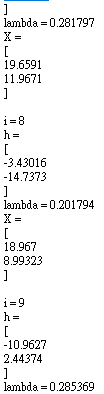 ]
lambda = 0.281797
X =
[
19.6591
11.9671
]
i = 8
h =
[
-3.43016
-14.7373
]
lambda = 0.201794
X =
[
18.967
8.99323
]
i = 9
h =
[
-10.9627
2.44374
]
lambda = 0.285369